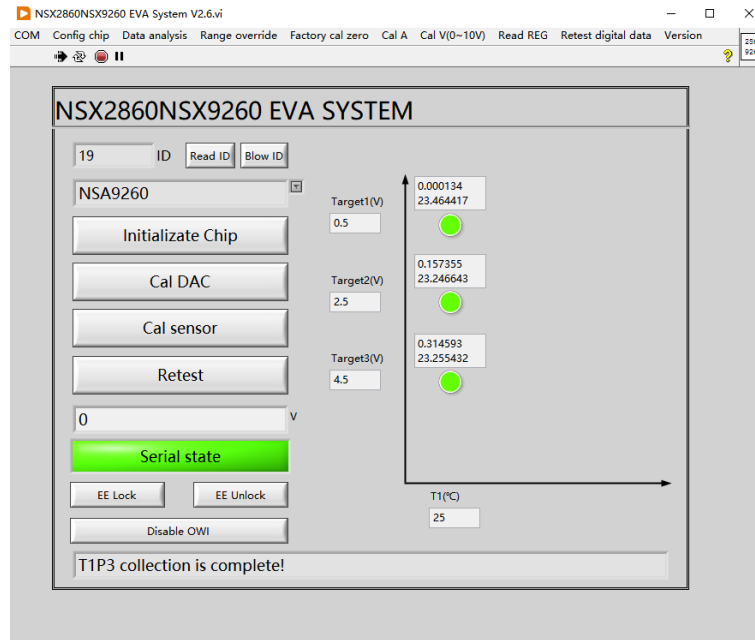 NSX2860NSX9260 EVA System V2.6.vi
COM Config chip Data analysis Range override Factory cal zero Cal A Cal V(0~10V) Read REG Retest digital data Version
NSX2860NSX9260 EVA SYSTEM
19 ID Read ID Blow ID
NSA9260
Initializate Chip
Cal DAC
Cal sensor
Retest
0 V
Serial state
EE Lock EE Unlock
Disable OWI
T1P3 collection is complete!
Target1(V)
0.5
0.000134
23.464417
Target2(V)
2.5
0.157355
23.246643
Target3(V)
4.5
0.314593
23.255432
T1(℃)
25